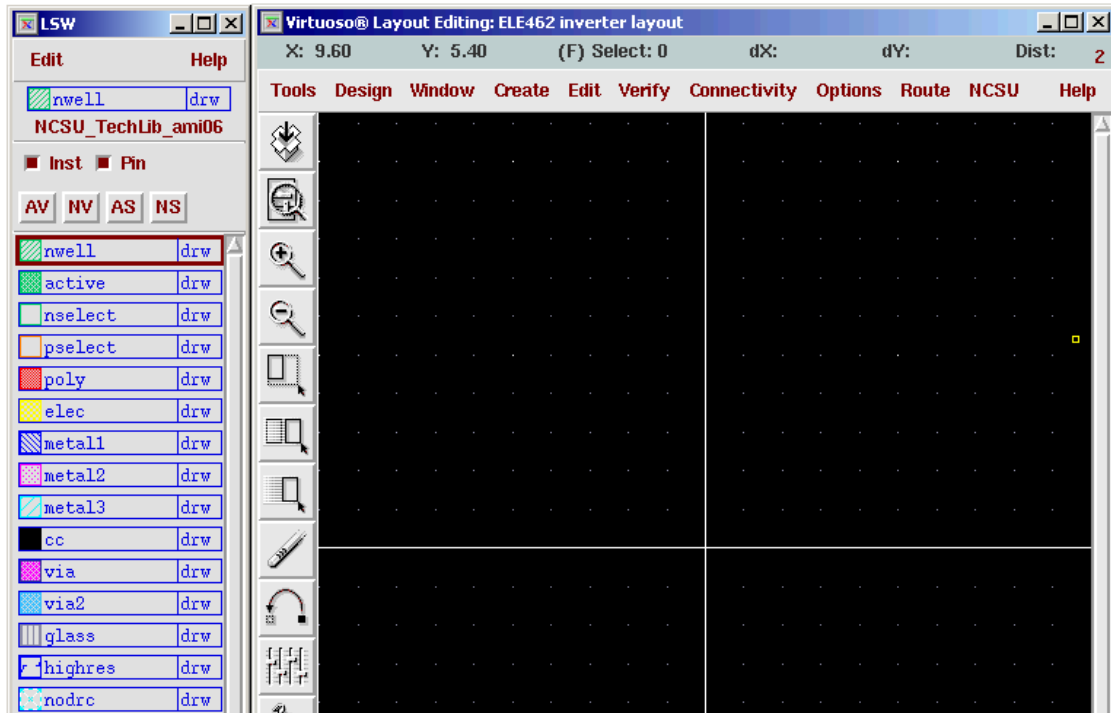 LSW
Edit Help
nwell drw
NCSU_TechLib_ami06
Inst Pin
AV NV AS NS
nwell drw
active drw
nselect drw
pselect drw
poly drw
elec drw
metal1 drw
metal2 drw
metal3 drw
cc drw
via drw
via2 drw
glass drw
highres drw
nodrc drw
Virtuoso® Layout Editing: ELE462 inverter layout
X: 9.60 Y: 5.40 (F) Select: 0 dX: dY: Dist: 2
Tools Design Window Create Edit Verify Connectivity Options Route NCSU Help